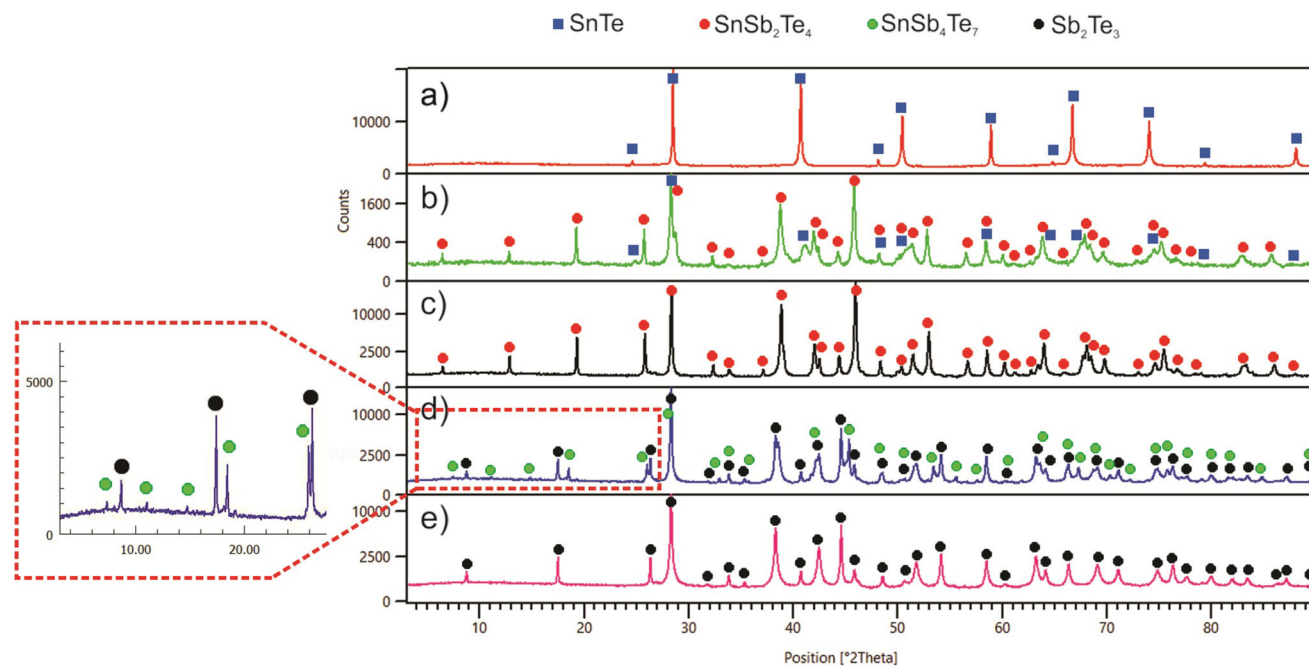 SnTe SnSb₂Te₄ SnSb₄Te₇ Sb₂Te₃
a)
10000
0
b)
1600
400
0
Counts
c)
10000
2500
0
d)
10000
2500
0
e)
10000
2500
0
5000
0
10.00 20.00
10 20 30 40 50 60 70 80
Position [°2Theta]